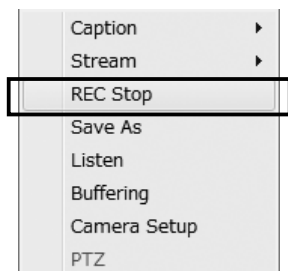 Caption
Stream
REC Stop
Save As
Listen
Buffering
Camera Setup
PTZ